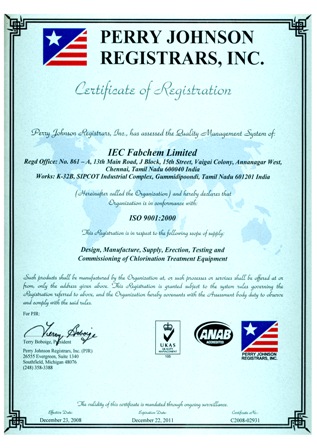 PERRY JOHNSON
REGISTRARS, INC.
Certificate of Registration
Perry Johnson Registrars, Inc., has assessed the Quality Management System of:
IEC Fabchem Limited
Regd Office: No. 861 – A, 13th Main Road, J Block, 15th Street, Vaigai Colony, Annanagar West,
Chennai, Tamil Nadu 600040 India
Works: K-32B, SIPCOT Industrial Complex, Gummidipoondi, Tamil Nadu 601201 India
(Hereinafter called the Organization) and hereby declares that
Organization is in conformance with:
ISO 9001:2000
This Registration is in respect to the following scope of supply:
Design, Manufacture, Supply, Erection, Testing and
Commissioning of Chlorination Treatment Equipment
Such products shall be manufactured by the Organization at, or such processes or services shall be offered at or
from, only the address given above. This Registration is granted subject to the system rules governing the
Registration referred to above, and the Organization hereby covenants with the Assessment body duty to observe
and comply with the said rules.
For PJR:
Terry Boboige
Terry Boboige, President
Perry Johnson Registrars, Inc. (PJR)
26555 Evergreen, Suite 1340
Southfield, Michigan 48076
(248) 358-3388
UKAS
QUALITY
MANAGEMENT
ANAB
ACCREDITED
PERRY JOHNSON
REGISTRARS, INC.
The validity of this certificate is maintained through ongoing surveillance.
Effective Date: Expiration Date: Certificate No.:
December 23, 2008 December 22, 2011 C2008-02931